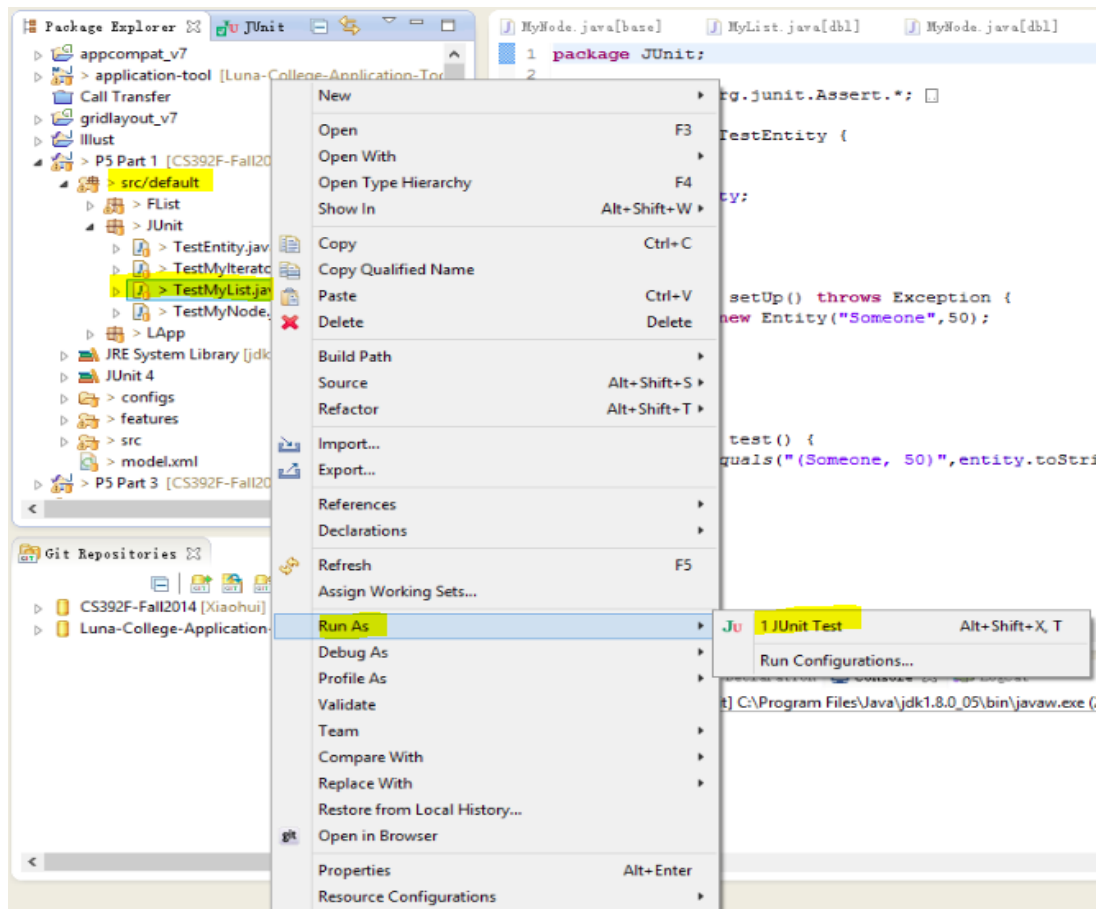 Package Explorer JUnit
appcompat_v7
> application-tool [Luna-College-Application-Too
Call Transfer
gridlayout_v7
Illust
> P5 Part 1 [CS392F-Fall20
> src/default
> FList
> JUnit
> TestEntity.jav
> TestMyIterato
> TestMyList.jav
> TestMyNode.
> LApp
JRE System Library [jdk
JUnit 4
> configs
> features
> src
> model.xml
> P5 Part 3 [CS392F-Fall20
Git Repositories
CS392F-Fall2014 [Xiaohui]
Luna-College-Application-
New
Open F3
Open With
Open Type Hierarchy F4
Show In Alt+Shift+W
Copy Ctrl+C
Copy Qualified Name
Paste Ctrl+V
Delete Delete
Build Path
Source Alt+Shift+S
Refactor Alt+Shift+T
Import...
Export...
References
Declarations
Refresh F5
Assign Working Sets...
Run As
Debug As
Profile As
Validate
Team
Compare With
Replace With
Restore from Local History...
git Open in Browser
Properties Alt+Enter
Resource Configurations
JU 1 JUnit Test Alt+Shift+X, T
Run Configurations...
MyNode.java[base] MyList.java[dbl] MyNode.java[dbl]
1 package JUnit;
2
rg.junit.Assert.*;
TestEntity {
ty;
setUp() throws Exception {
new Entity("Someone",50);
test() {
quals("(Someone, 50)",entity.toStri
Declaration Console LogCat
t] C:\Program Files\Java\jdk1.8.0_05\bin\javaw.exe (